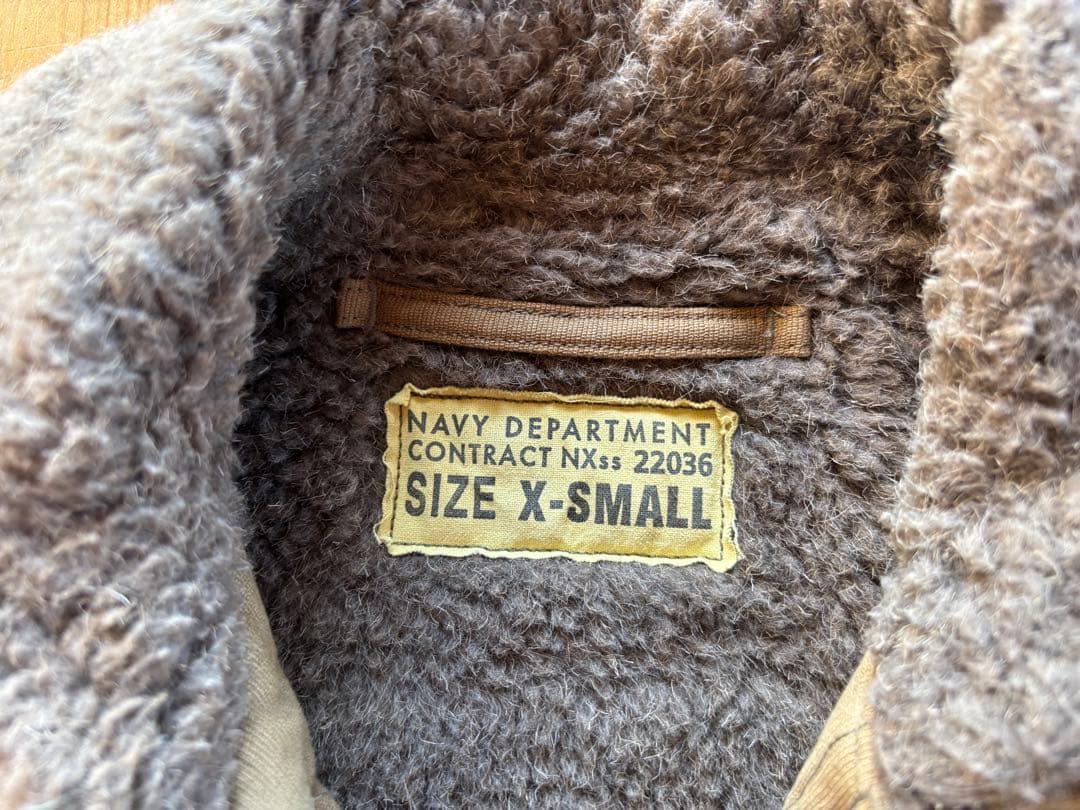 NAVY DEPARTMENT
CONTRACT NXss 22036
SIZE X-SMALL